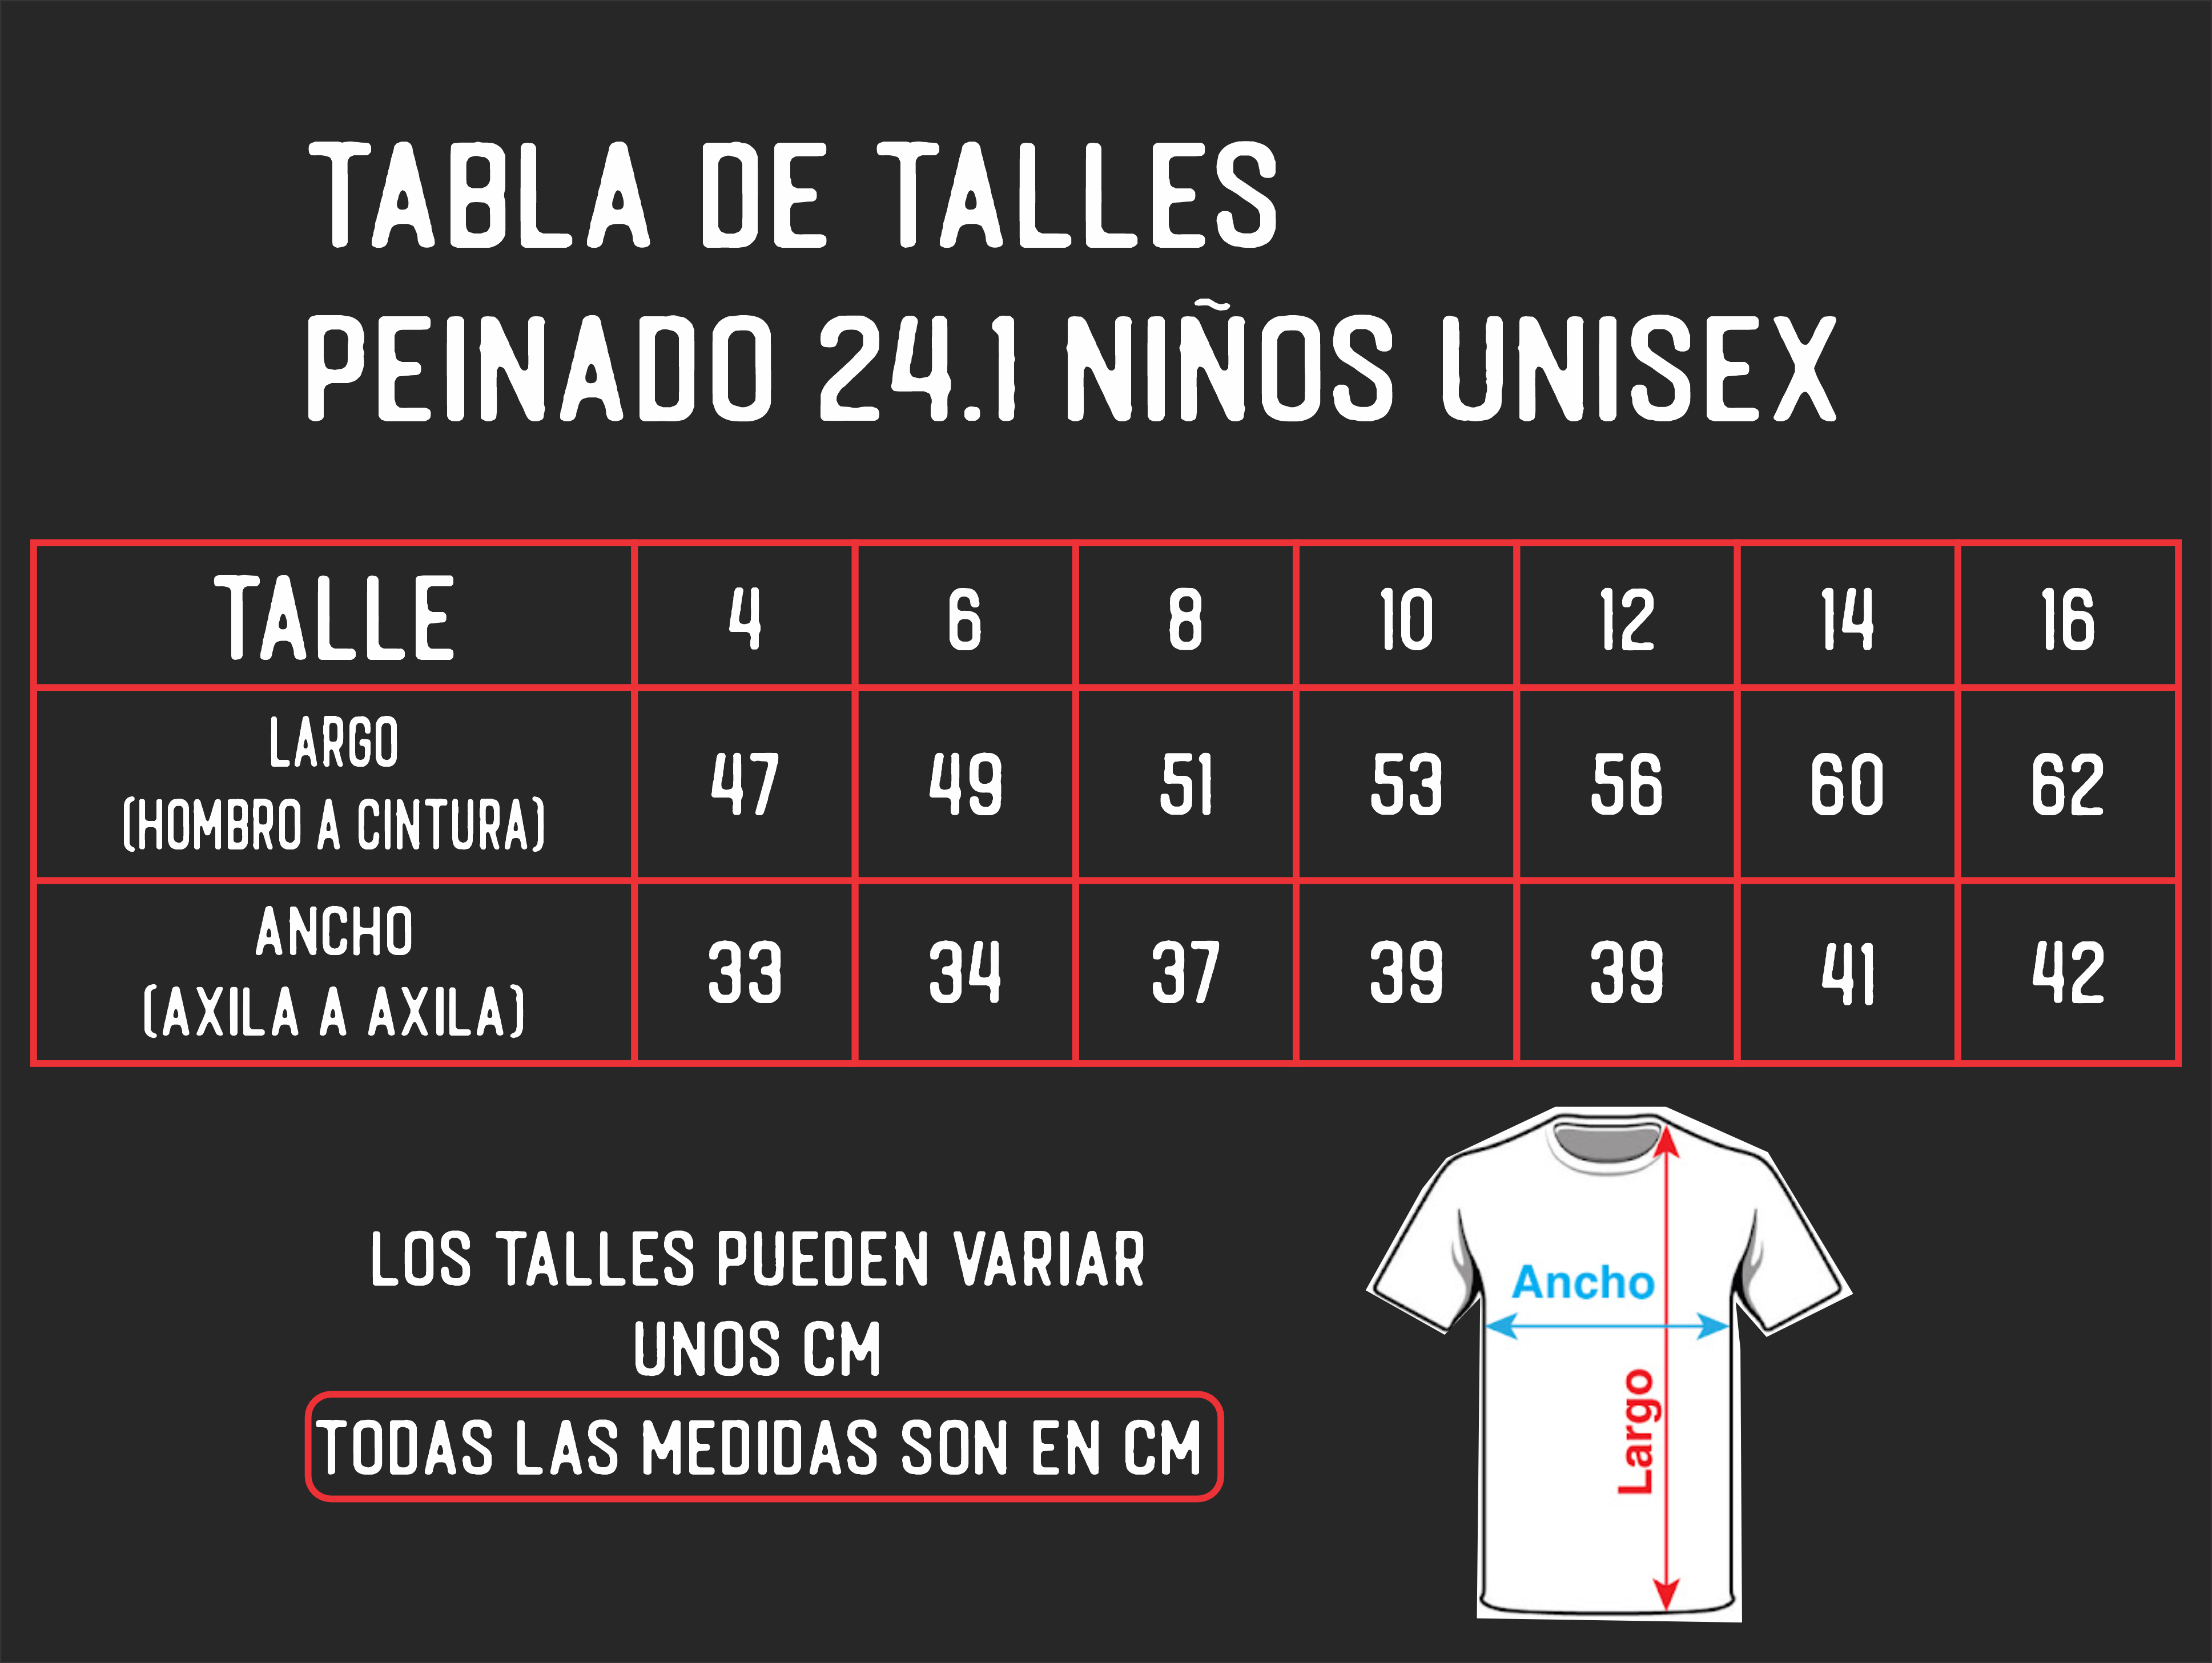 TABLA DE TALLES
PEINADO 24.1 NIÑOS UNISEX
TALLE 4 6 8 10 12 14 16
LARGO
(HOMBRO A CINTURA) 47 49 51 53 56 60 62
ANCHO
(AXILA A AXILA) 33 34 37 39 39 41 42
LOS TALLES PUEDEN VARIAR
UNOS CM
TODAS LAS MEDIDAS SON EN CM
Ancho
Largo